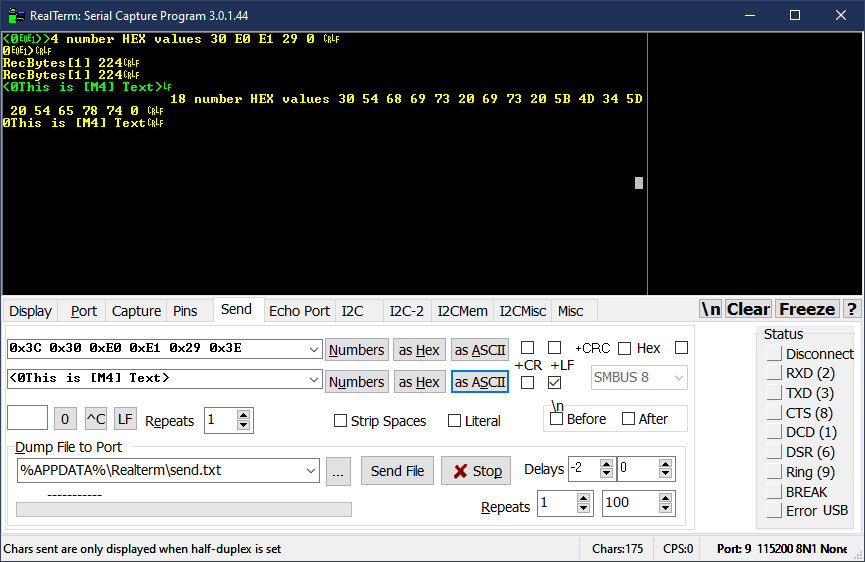 RealTerm: Serial Capture Program 3.0.1.44
<0E0E1>>4 number HEX values 30 E0 E1 29 0 CRLF
0E0E1)CRLF
RecBytes[1] 224CRLF
RecBytes[1] 224CRLF
<0This is [M4] Text>LF
18 number HEX values 30 54 68 69 73 20 69 73 20 5B 4D 34 5D
20 54 65 78 74 0 CRLF
0This is [M4] TextCRLF
Display Port Capture Pins Send Echo Port I2C I2C-2 I2CMem I2CMisc Misc \n Clear Freeze ?
0x3C 0x30 0xE0 0xE1 0x29 0x3E Numbers as Hex as ASCII +CRC Hex
+CR +LF
<0This is [M4] Text> Numbers as Hex as ASCII SMBUS 8
0 ^C LF Repeats 1 Strip Spaces Literal \n Before After
Dump File to Port
%APPDATA%\Realterm\send.txt ... Send File Stop Delays -2 0
-----------
Repeats 1 100
Status
Disconnect
RXD (2)
TXD (3)
CTS (8)
DCD (1)
DSR (6)
Ring (9)
BREAK
Error USB
Chars sent are only displayed when half-duplex is set Chars:175 CPS:0 Port: 9 115200 8N1 None